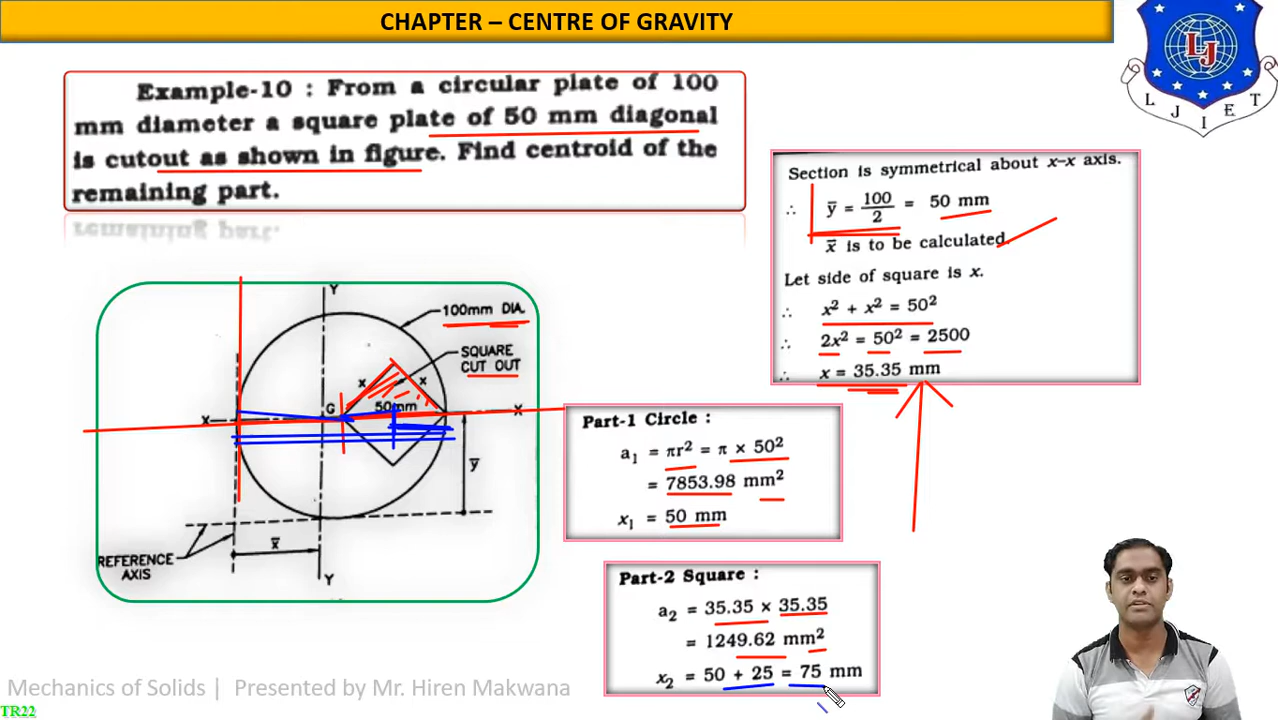 CHAPTER – CENTRE OF GRAVITY
L J I E T
Example-10 : From a circular plate of 100
mm diameter a square plate of 50 mm diagonal
is cutout as shown in figure. Find centroid of the
remaining part.
Section is symmetrical about x-x axis.
∴ ȳ = 100/2 = 50 mm
x̄ is to be calculated.
Let side of square is x.
∴ x² + x² = 50²
∴ 2x² = 50² = 2500
∴ x = 35.35 mm
Y
100mm DIA.
SQUARE
CUT OUT
x x
G
50mm
X X
ȳ
REFERENCE
AXIS
x̄
Y
Part-1 Circle :
a₁ = πr² = π × 50²
= 7853.98 mm²
x₁ = 50 mm
Part-2 Square :
a₂ = 35.35 × 35.35
= 1249.62 mm²
x₂ = 50 + 25 = 75 mm
Mechanics of Solids | Presented by Mr. Hiren Makwana
TR22